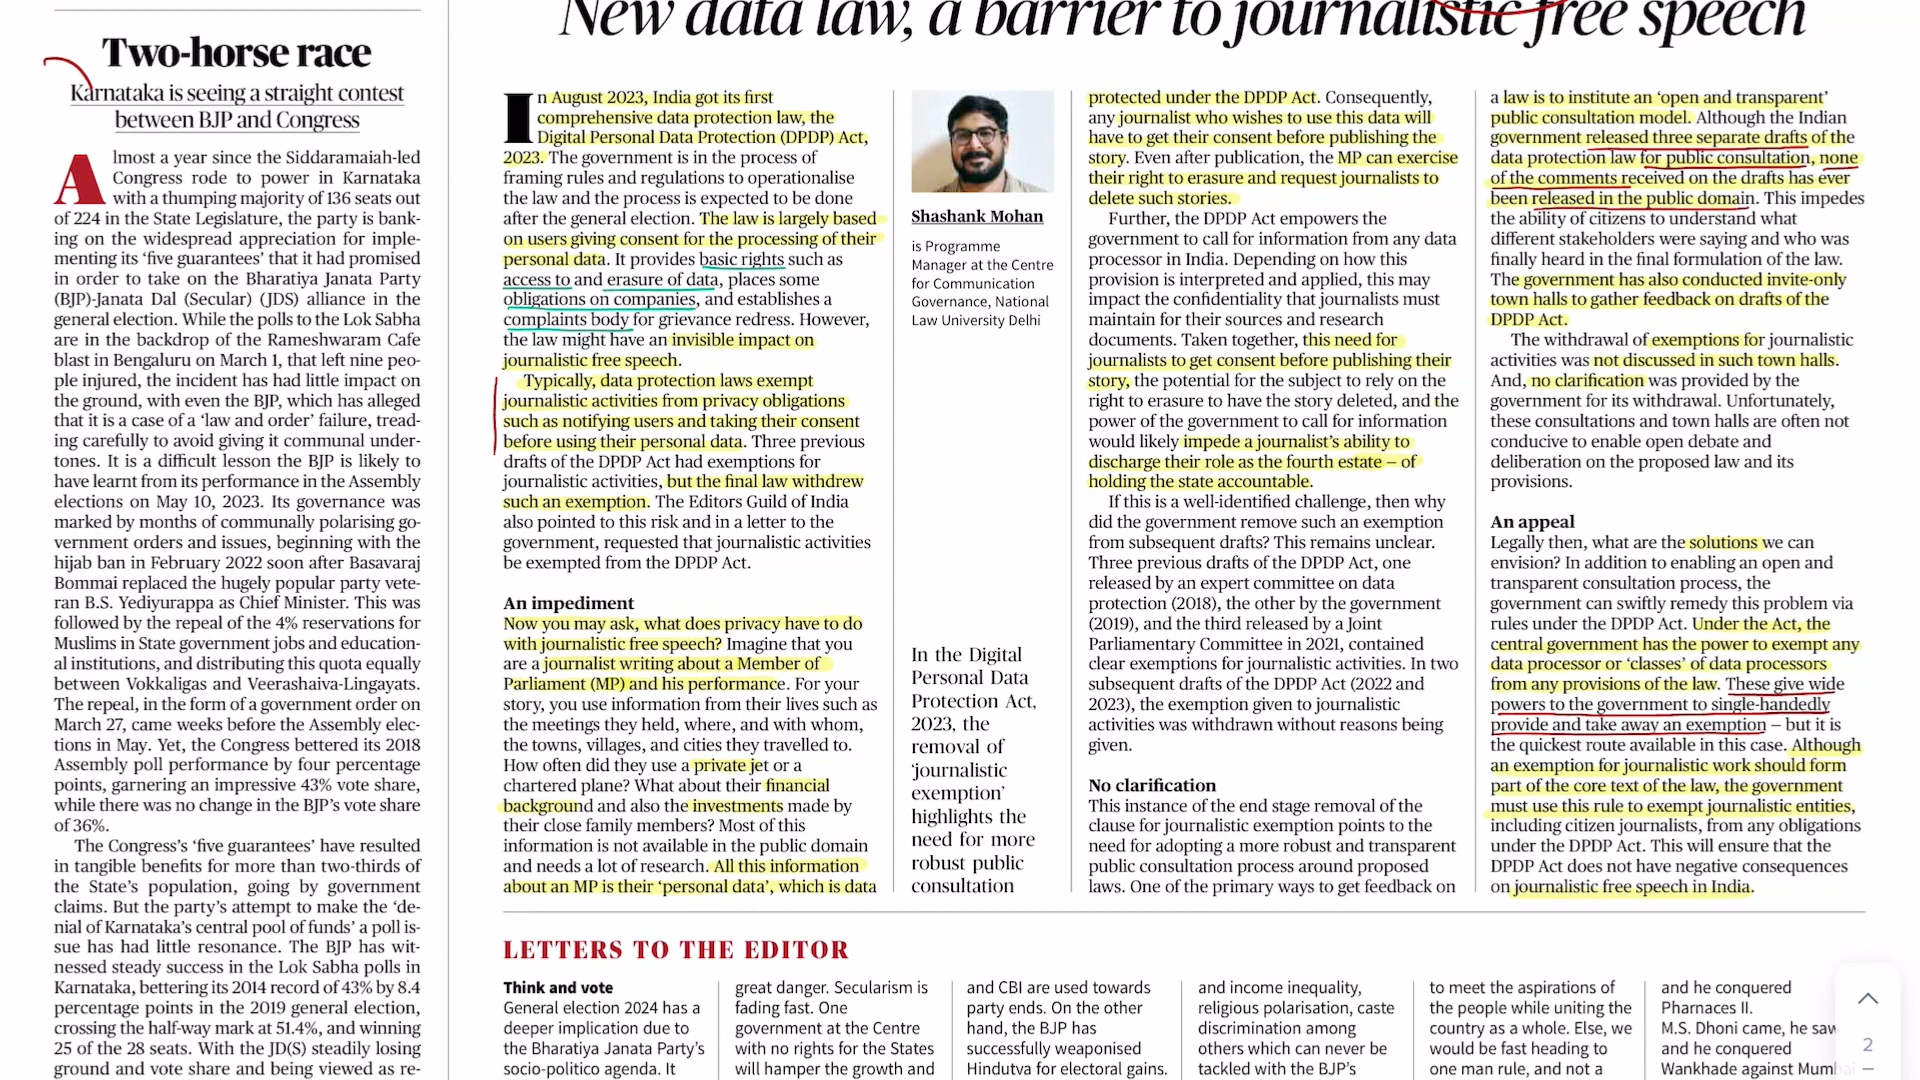 New data law, a barrier to journalistic free speech
Two-horse race
Karnataka is seeing a straight contest
between BJP and Congress
Almost a year since the Siddaramaiah-led
Congress rode to power in Karnataka
with a thumping majority of 136 seats out
of 224 in the State Legislature, the party is bank-
ing on the widespread appreciation for imple-
menting its ‘five guarantees’ that it had promised
in order to take on the Bharatiya Janata Party
(BJP)-Janata Dal (Secular) (JDS) alliance in the
general election. While the polls to the Lok Sabha
are in the backdrop of the Rameshwaram Cafe
blast in Bengaluru on March 1, that left nine peo-
ple injured, the incident has had little impact on
the ground, with even the BJP, which has alleged
that it is a case of a ‘law and order’ failure, tread-
ing carefully to avoid giving it communal under-
tones. It is a difficult lesson the BJP is likely to
have learnt from its performance in the Assembly
elections on May 10, 2023. Its governance was
marked by months of communally polarising go-
vernment orders and issues, beginning with the
hijab ban in February 2022 soon after Basavaraj
Bommai replaced the hugely popular party vete-
ran B.S. Yediyurappa as Chief Minister. This was
followed by the repeal of the 4% reservations for
Muslims in State government jobs and education-
al institutions, and distributing this quota equally
between Vokkaligas and Veerashaiva-Lingayats.
The repeal, in the form of a government order on
March 27, came weeks before the Assembly elec-
tions in May. Yet, the Congress bettered its 2018
Assembly poll performance by four percentage
points, garnering an impressive 43% vote share,
while there was no change in the BJP’s vote share
of 36%.
The Congress’s ‘five guarantees’ have resulted
in tangible benefits for more than two-thirds of
the State’s population, going by government
claims. But the party’s attempt to make the ‘de-
nial of Karnataka’s central pool of funds’ a poll is-
sue has had little resonance. The BJP has wit-
nessed steady success in the Lok Sabha polls in
Karnataka, bettering its 2014 record of 43% by 8.4
percentage points in the 2019 general election,
crossing the half-way mark at 51.4%, and winning
25 of the 28 seats. With the JD(S) steadily losing
ground and vote share and being viewed as re-
In August 2023, India got its first
comprehensive data protection law, the
Digital Personal Data Protection (DPDP) Act,
2023. The government is in the process of
framing rules and regulations to operationalise
the law and the process is expected to be done
after the general election. The law is largely based
on users giving consent for the processing of their
personal data. It provides basic rights such as
access to and erasure of data, places some
obligations on companies, and establishes a
complaints body for grievance redress. However,
the law might have an invisible impact on
journalistic free speech.
Typically, data protection laws exempt
journalistic activities from privacy obligations
such as notifying users and taking their consent
before using their personal data. Three previous
drafts of the DPDP Act had exemptions for
journalistic activities, but the final law withdrew
such an exemption. The Editors Guild of India
also pointed to this risk and in a letter to the
government, requested that journalistic activities
be exempted from the DPDP Act.
An impediment
Now you may ask, what does privacy have to do
with journalistic free speech? Imagine that you
are a journalist writing about a Member of
Parliament (MP) and his performance. For your
story, you use information from their lives such as
the meetings they held, where, and with whom,
the towns, villages, and cities they travelled to.
How often did they use a private jet or a
chartered plane? What about their financial
background and also the investments made by
their close family members? Most of this
information is not available in the public domain
and needs a lot of research. All this information
about an MP is their ‘personal data’, which is data
Shashank Mohan
is Programme
Manager at the Centre
for Communication
Governance, National
Law University Delhi
In the Digital
Personal Data
Protection Act,
2023, the
removal of
‘journalistic
exemption’
highlights the
need for more
robust public
consultation
protected under the DPDP Act. Consequently,
any journalist who wishes to use this data will
have to get their consent before publishing the
story. Even after publication, the MP can exercise
their right to erasure and request journalists to
delete such stories.
Further, the DPDP Act empowers the
government to call for information from any data
processor in India. Depending on how this
provision is interpreted and applied, this may
impact the confidentiality that journalists must
maintain for their sources and research
documents. Taken together, this need for
journalists to get consent before publishing their
story, the potential for the subject to rely on the
right to erasure to have the story deleted, and the
power of the government to call for information
would likely impede a journalist’s ability to
discharge their role as the fourth estate — of
holding the state accountable.
If this is a well-identified challenge, then why
did the government remove such an exemption
from subsequent drafts? This remains unclear.
Three previous drafts of the DPDP Act, one
released by an expert committee on data
protection (2018), the other by the government
(2019), and the third released by a Joint
Parliamentary Committee in 2021, contained
clear exemptions for journalistic activities. In two
subsequent drafts of the DPDP Act (2022 and
2023), the exemption given to journalistic
activities was withdrawn without reasons being
given.
No clarification
This instance of the end stage removal of the
clause for journalistic exemption points to the
need for adopting a more robust and transparent
public consultation process around proposed
laws. One of the primary ways to get feedback on
a law is to institute an ‘open and transparent’
public consultation model. Although the Indian
government released three separate drafts of the
data protection law for public consultation, none
of the comments received on the drafts has ever
been released in the public domain. This impedes
the ability of citizens to understand what
different stakeholders were saying and who was
finally heard in the final formulation of the law.
The government has also conducted invite-only
town halls to gather feedback on drafts of the
DPDP Act.
The withdrawal of exemptions for journalistic
activities was not discussed in such town halls.
And, no clarification was provided by the
government for its withdrawal. Unfortunately,
these consultations and town halls are often not
conducive to enable open debate and
deliberation on the proposed law and its
provisions.
An appeal
Legally then, what are the solutions we can
envision? In addition to enabling an open and
transparent consultation process, the
government can swiftly remedy this problem via
rules under the DPDP Act. Under the Act, the
central government has the power to exempt any
data processor or ‘classes’ of data processors
from any provisions of the law. These give wide
powers to the government to single-handedly
provide and take away an exemption — but it is
the quickest route available in this case. Although
an exemption for journalistic work should form
part of the core text of the law, the government
must use this rule to exempt journalistic entities,
including citizen journalists, from any obligations
under the DPDP Act. This will ensure that the
DPDP Act does not have negative consequences
on journalistic free speech in India.
LETTERS TO THE EDITOR
Think and vote
General election 2024 has a
deeper implication due to
the Bharatiya Janata Party’s
socio-politico agenda. It
great danger. Secularism is
fading fast. One
government at the Centre
with no rights for the States
will hamper the growth and
and CBI are used towards
party ends. On the other
hand, the BJP has
successfully weaponised
Hindutva for electoral gains.
and income inequality,
religious polarisation, caste
discrimination among
others which can never be
tackled with the BJP’s
to meet the aspirations of
the people while uniting the
country as a whole. Else, we
would be fast heading to
one man rule, and not a
and he conquered
Pharnaces II.
M.S. Dhoni came, he saw
and he conquered
Wankhade against Mumbai
2